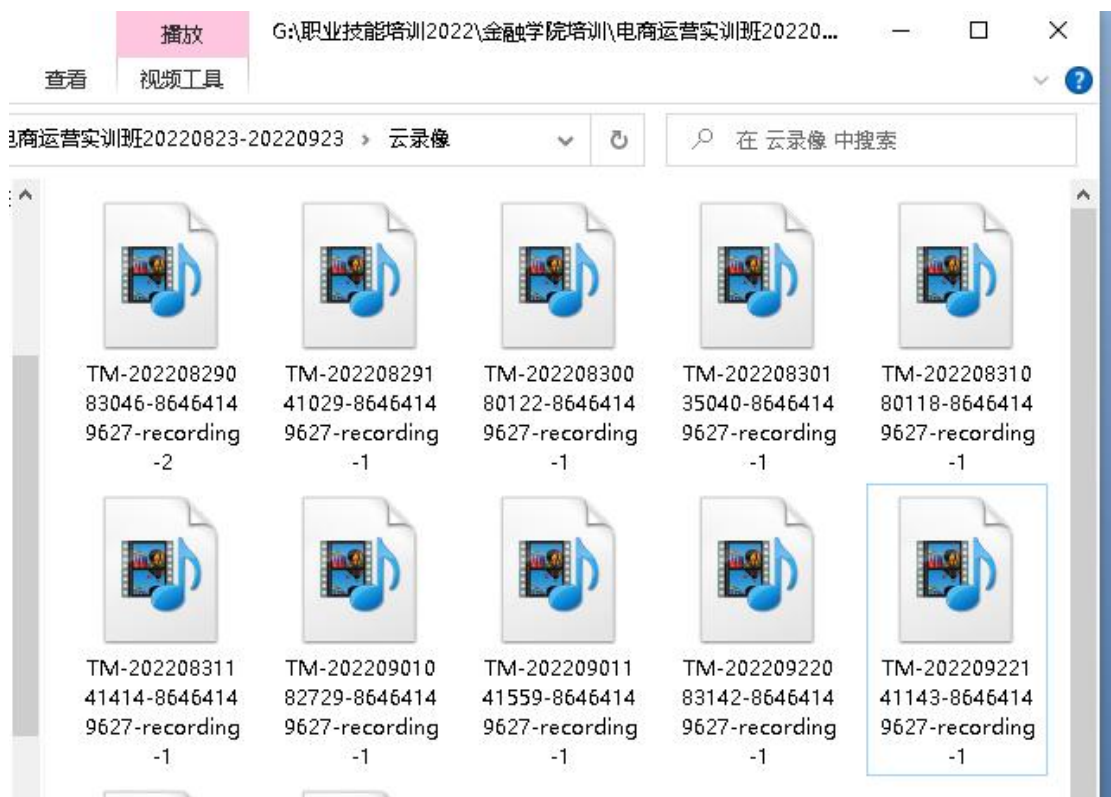 播放
G:\职业技能培训2022\金融学院培训\电商运营实训班20220...
查看
视频工具
电商运营实训班20220823-20220923 › 云录像
在 云录像 中搜索
TM-202208290
83046-8646414
9627-recording
-2
TM-202208291
41029-8646414
9627-recording
-1
TM-202208300
80122-8646414
9627-recording
-1
TM-202208301
35040-8646414
9627-recording
-1
TM-202208310
80118-8646414
9627-recording
-1
TM-202208311
41414-8646414
9627-recording
-1
TM-202209010
82729-8646414
9627-recording
-1
TM-202209011
41559-8646414
9627-recording
-1
TM-202209220
83142-8646414
9627-recording
-1
TM-202209221
41143-8646414
9627-recording
-1